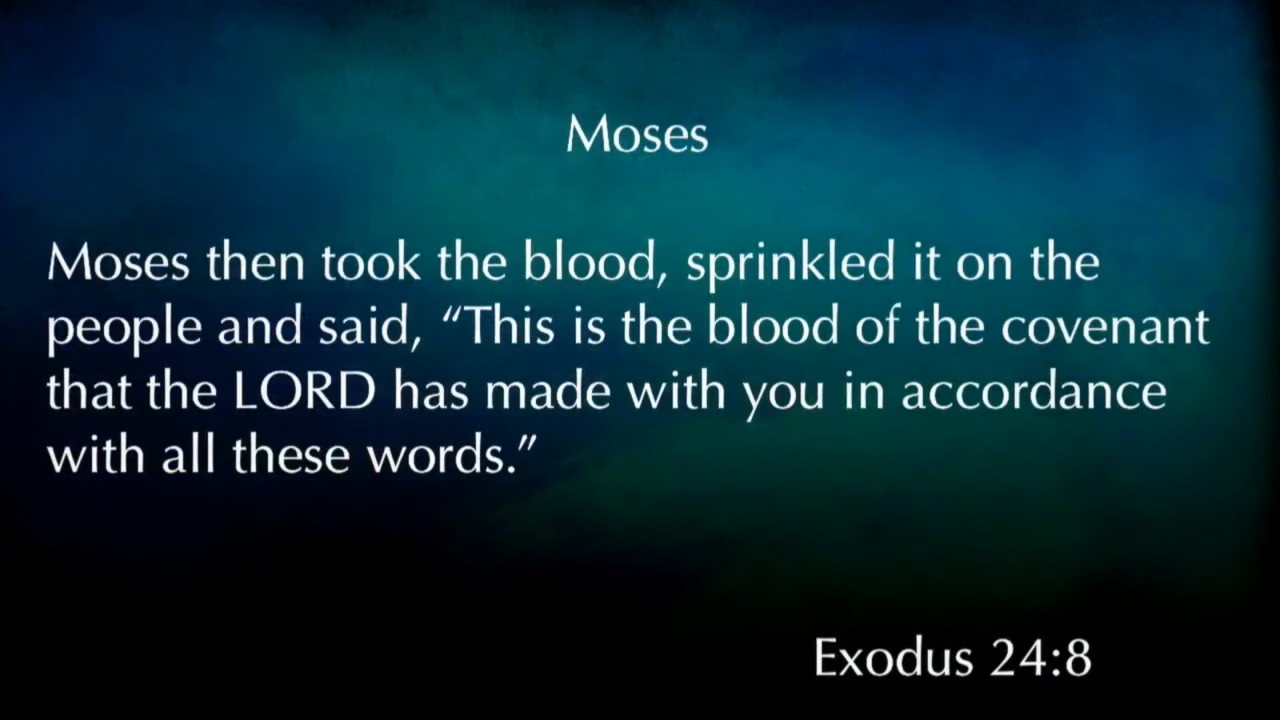 Moses
Moses then took the blood, sprinkled it on the
people and said, “This is the blood of the covenant
that the LORD has made with you in accordance
with all these words.”
Exodus 24:8